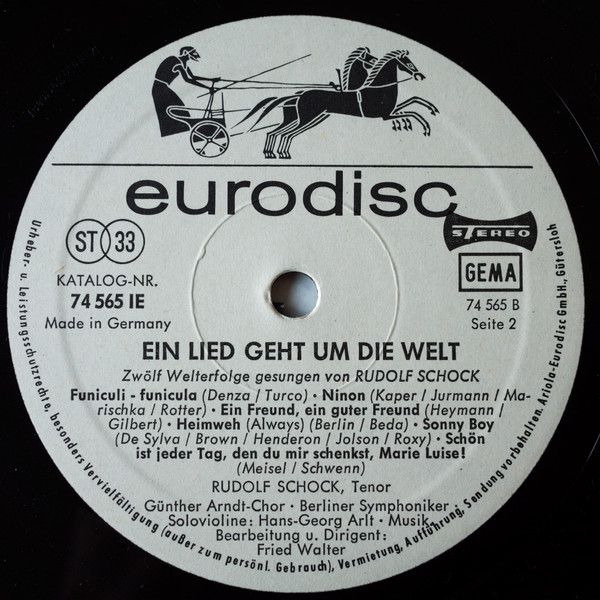 eurodisc
ST 33
STEREO
GEMA
KATALOG-NR.
74 565 IE
Made in Germany
74 565 B
Seite 2
EIN LIED GEHT UM DIE WELT
Zwölf Welterfolge gesungen von RUDOLF SCHOCK
Funiculi - funicula (Denza / Turco) · Ninon (Kaper / Jurmann / Ma-
rischka / Rotter) · Ein Freund, ein guter Freund (Heymann /
Gilbert) · Heimweh (Always) (Berlin / Beda) · Sonny Boy
(De Sylva / Brown / Henderon / Jolson / Roxy) · Schön
ist jeder Tag, den du mir schenkst, Marie Luise!
(Meisel / Schwenn)
RUDOLF SCHOCK, Tenor
Günther Arndt-Chor · Berliner Symphoniker ·
Solovioline: Hans-Georg Arlt · Musik.
Bearbeitung u. Dirigent:
Fried Walter
Urheber- u. Leistungsschutzrechte, besonders Vervielfältigung (außer zum persönl. Gebrauch), Vermietung, Aufführung, Sendung vorbehalten. Ariola-Eurodisc GmbH., Gütersloh